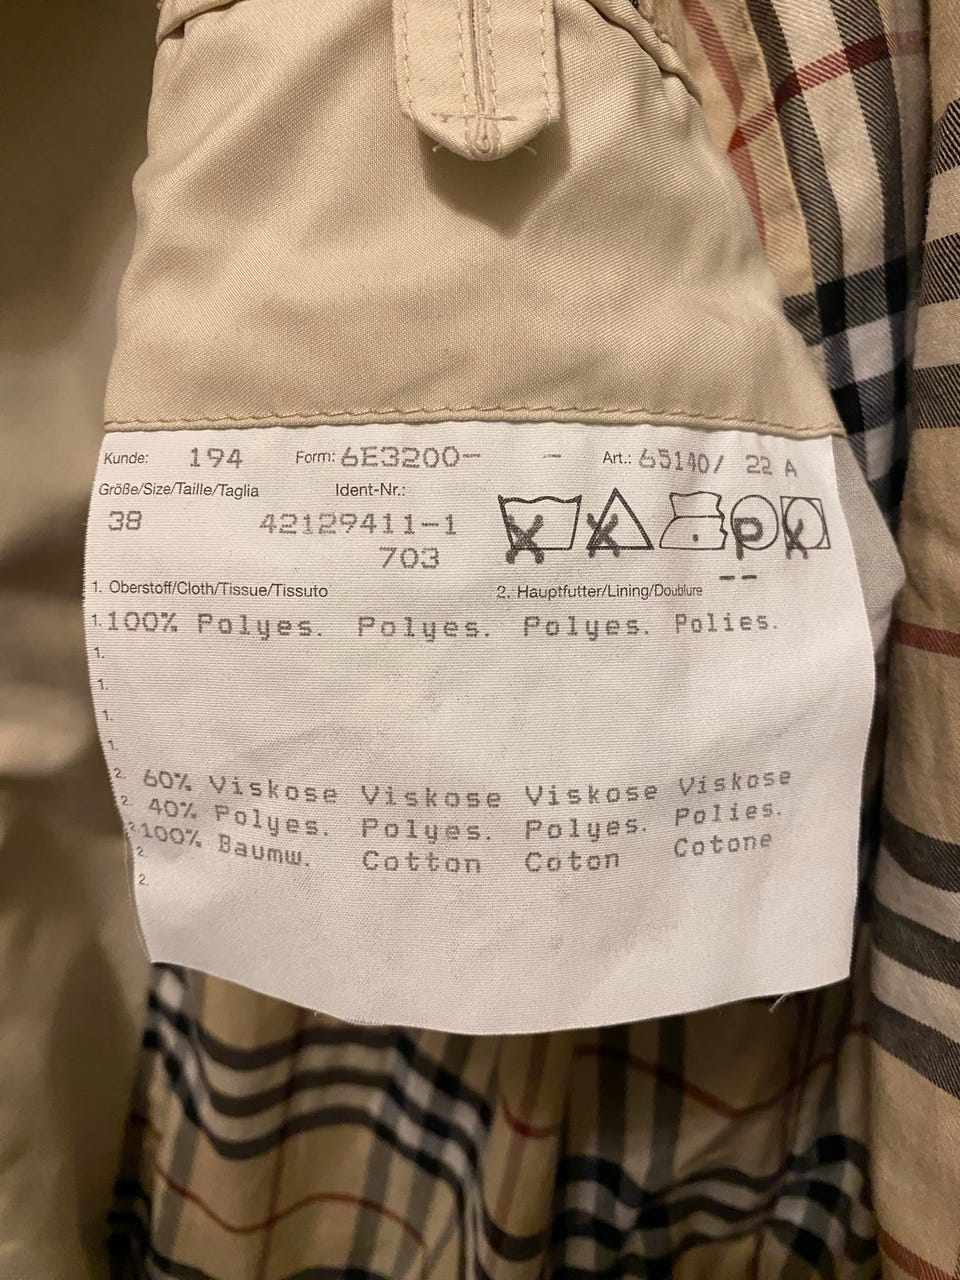 Kunde: 194 Form: 6E3200-- - Art.: 65140/ 22 A
Größe/Size/Taille/Taglia Ident-Nr.:
38 42129411-1
703
P
--
1. Oberstoff/Cloth/Tissue/Tissuto 2. Hauptfutter/Lining/Doublure
1. 100% Polyes. Polyes. Polyes. Polies.
1.
1.
1.
1.
2. 60% Viskose Viskose Viskose Viskose
2. 40% Polyes. Polyes. Polyes. Polies.
2. 100% Baumw. Cotton Coton Cotone
2.
2.